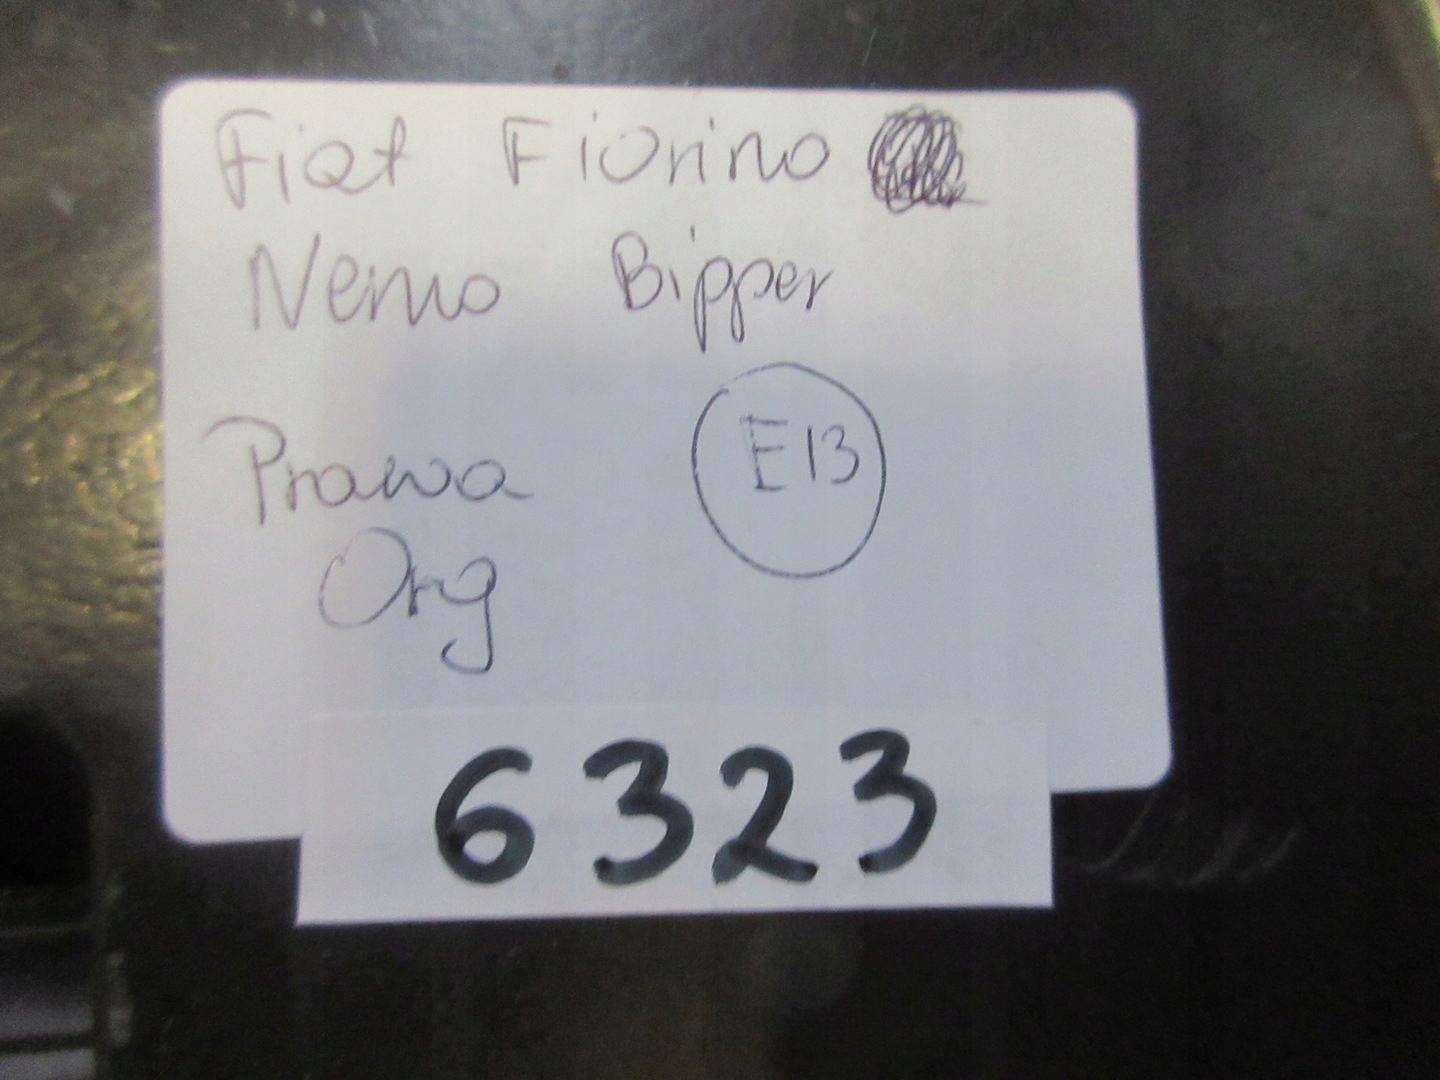 Fiat Fiorino
Nemo Bipper
Prawa E13
Org
6323